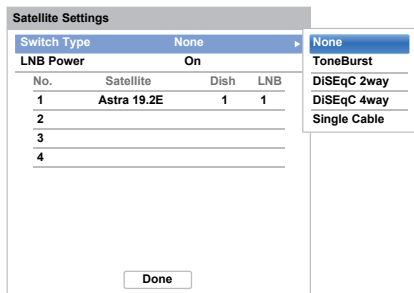 Satellite Settings
Switch Type None
LNB Power On
No. Satellite Dish LNB
1 Astra 19.2E 1 1
2
3
4
Done
None
ToneBurst
DiSEqC 2way
DiSEqC 4way
Single Cable